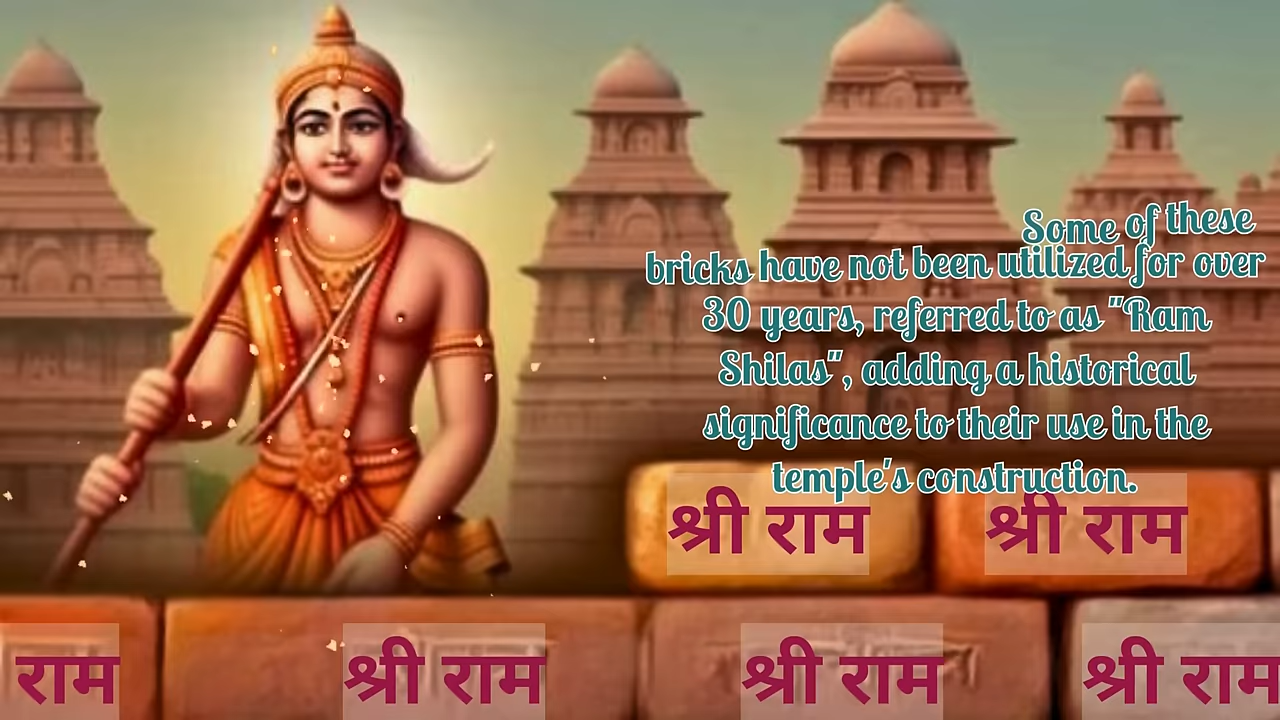 Some of these
bricks have not been utilized for over
30 years, referred to as "Ram
Shilas", adding a historical
significance to their use in the
temple's construction.
श्री राम श्री राम
राम श्री राम श्री राम श्री राम